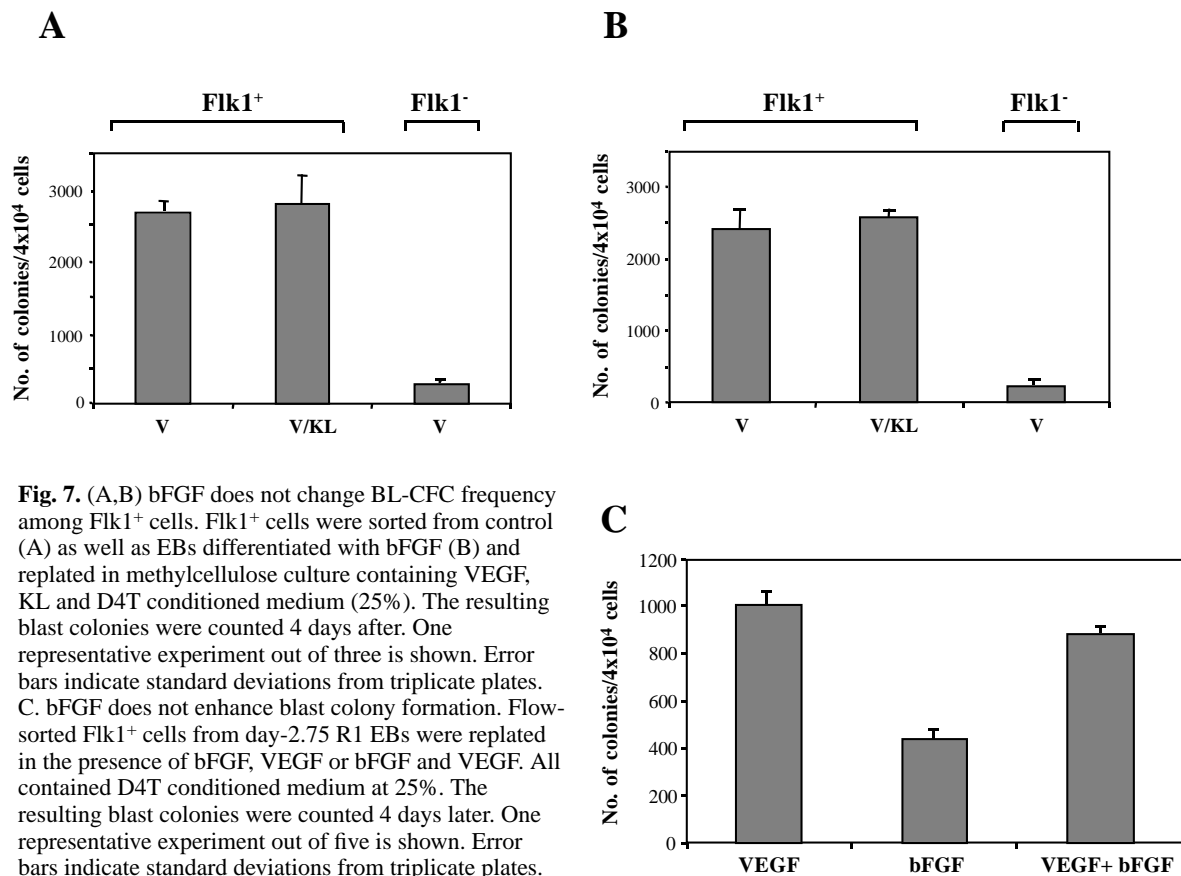 A
Flk1⁺ Flk1⁻
No. of colonies/4x10⁴ cells
3000
2000
1000
0
V V/KL V
B
Flk1⁺ Flk1⁻
No. of colonies/4x10⁴ cells
3000
2000
1000
0
V V/KL V
Fig. 7. (A,B) bFGF does not change BL-CFC frequency
among Flk1⁺ cells. Flk1⁺ cells were sorted from control
(A) as well as EBs differentiated with bFGF (B) and
replated in methylcellulose culture containing VEGF,
KL and D4T conditioned medium (25%). The resulting
blast colonies were counted 4 days after. One
representative experiment out of three is shown. Error
bars indicate standard deviations from triplicate plates.
C. bFGF does not enhance blast colony formation. Flow-
sorted Flk1⁺ cells from day-2.75 R1 EBs were replated
in the presence of bFGF, VEGF or bFGF and VEGF. All
contained D4T conditioned medium at 25%. The
resulting blast colonies were counted 4 days later. One
representative experiment out of five is shown. Error
bars indicate standard deviations from triplicate plates.
C
No. of colonies/4x10⁴ cells
1200
1000
800
600
400
200
0
VEGF bFGF VEGF+ bFGF